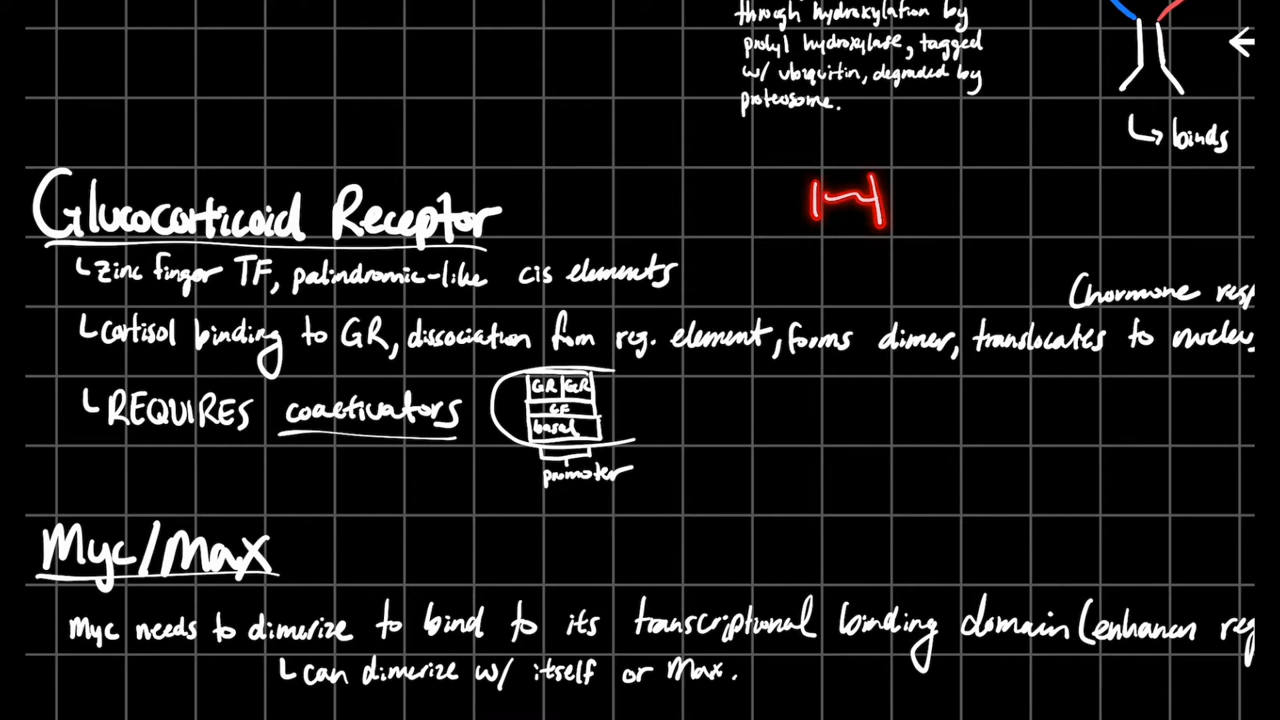 through hydroxylation by
prolyl hydroxylase, tagged
w/ ubiquitin, degraded by
proteosome.
↳ binds
Glucocorticoid Receptor
↳ zinc finger TF, palindromic-like cis elements
(hormone resp
↳ cortisol binding to GR, dissociation from reg. element, forms dimer, translocates to nucleus,
↳ REQUIRES coactivators
GR GR
CF
basal
promoter
Myc/Max
Myc needs to dimerize to bind to its transcriptional binding domain (enhancer reg
↳ can dimerize w/ itself or Max.